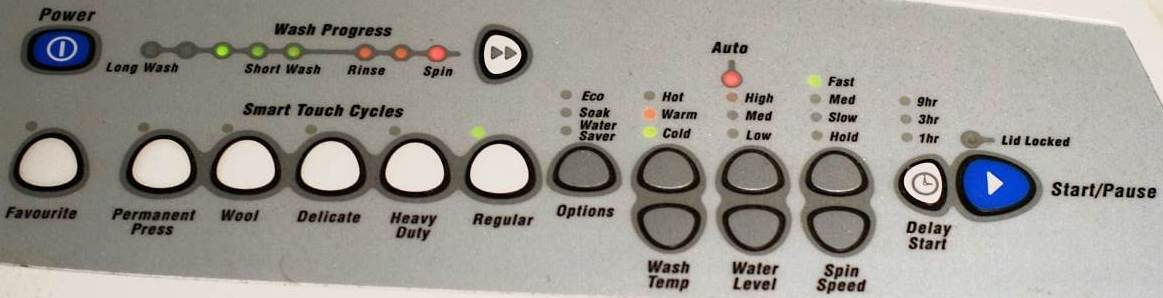 Power
Wash Progress
Long Wash
Short Wash
Rinse
Spin
Smart Touch Cycles
Favourite
Permanent
Press
Wool
Delicate
Heavy
Duty
Regular
Eco
Soak
Water
Saver
Options
Hot
Warm
Cold
Wash
Temp
Auto
High
Med
Low
Water
Level
Fast
Med
Slow
Hold
Spin
Speed
9hr
3hr
1hr
Delay
Start
Lid Locked
Start/Pause